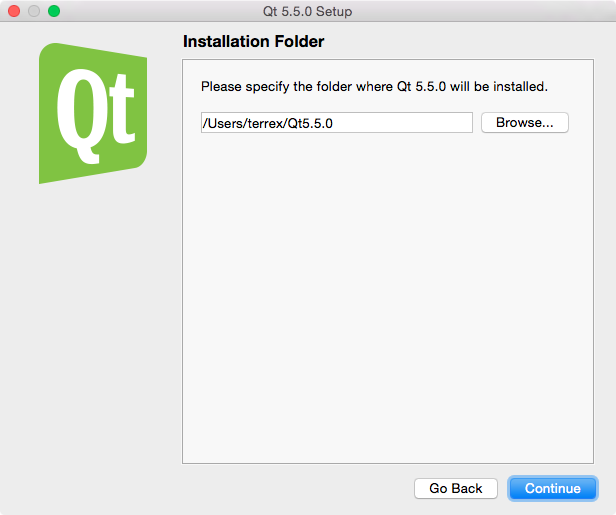 Qt 5.5.0 Setup
Qt
Installation Folder
Please specify the folder where Qt 5.5.0 will be installed.
/Users/terrex/Qt5.5.0
Browse...
Go Back
Continue